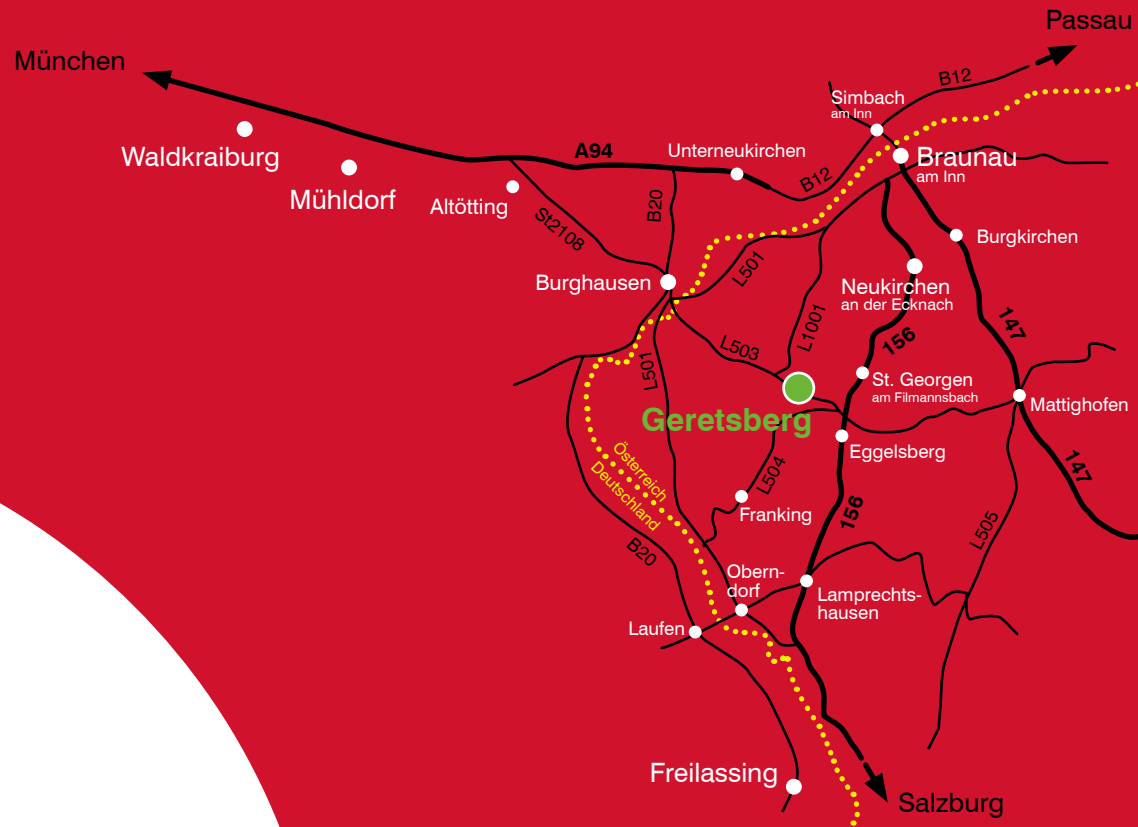 Passau
München
B12
Simbach
am Inn
Waldkraiburg
A94
Unterneukirchen
Braunau
am Inn
Mühldorf
Altötting
B12
B20
St2108
Burgkirchen
L501
Burghausen
Neukirchen
an der Ecknach
L1001
147
156
L503
L501
St. Georgen
am Filmannsbach
Mattighofen
Geretsberg
Eggelsberg
Österreich
Deutschland
L504
147
156
Franking
L505
B20
Obern-
dorf
Lamprechts-
hausen
Laufen
Freilassing
Salzburg